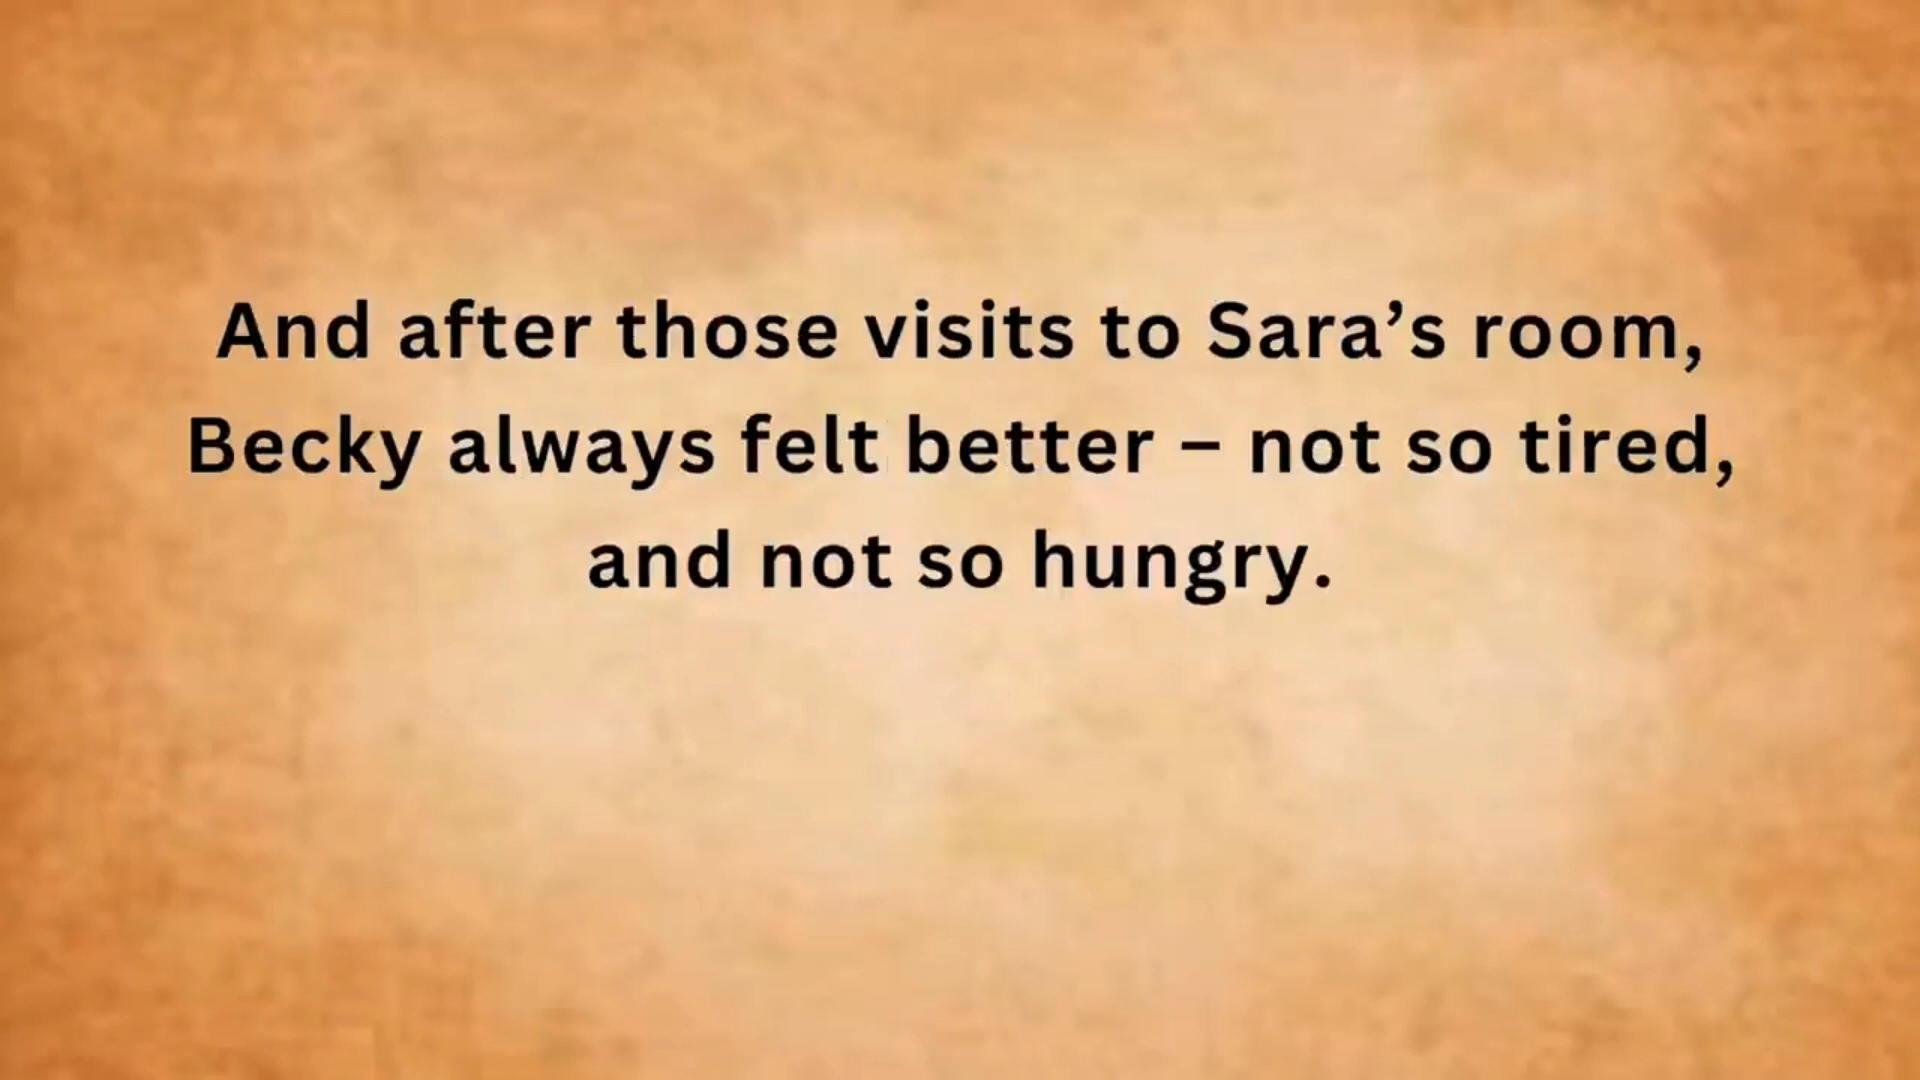 And after those visits to Sara’s room,
Becky always felt better – not so tired,
and not so hungry.